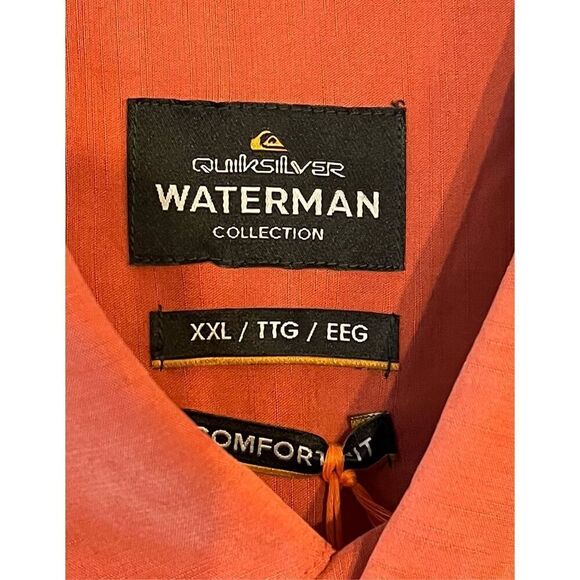 QUIKSILVER
WATERMAN
COLLECTION
XXL / TTG / EEG
COMFORT